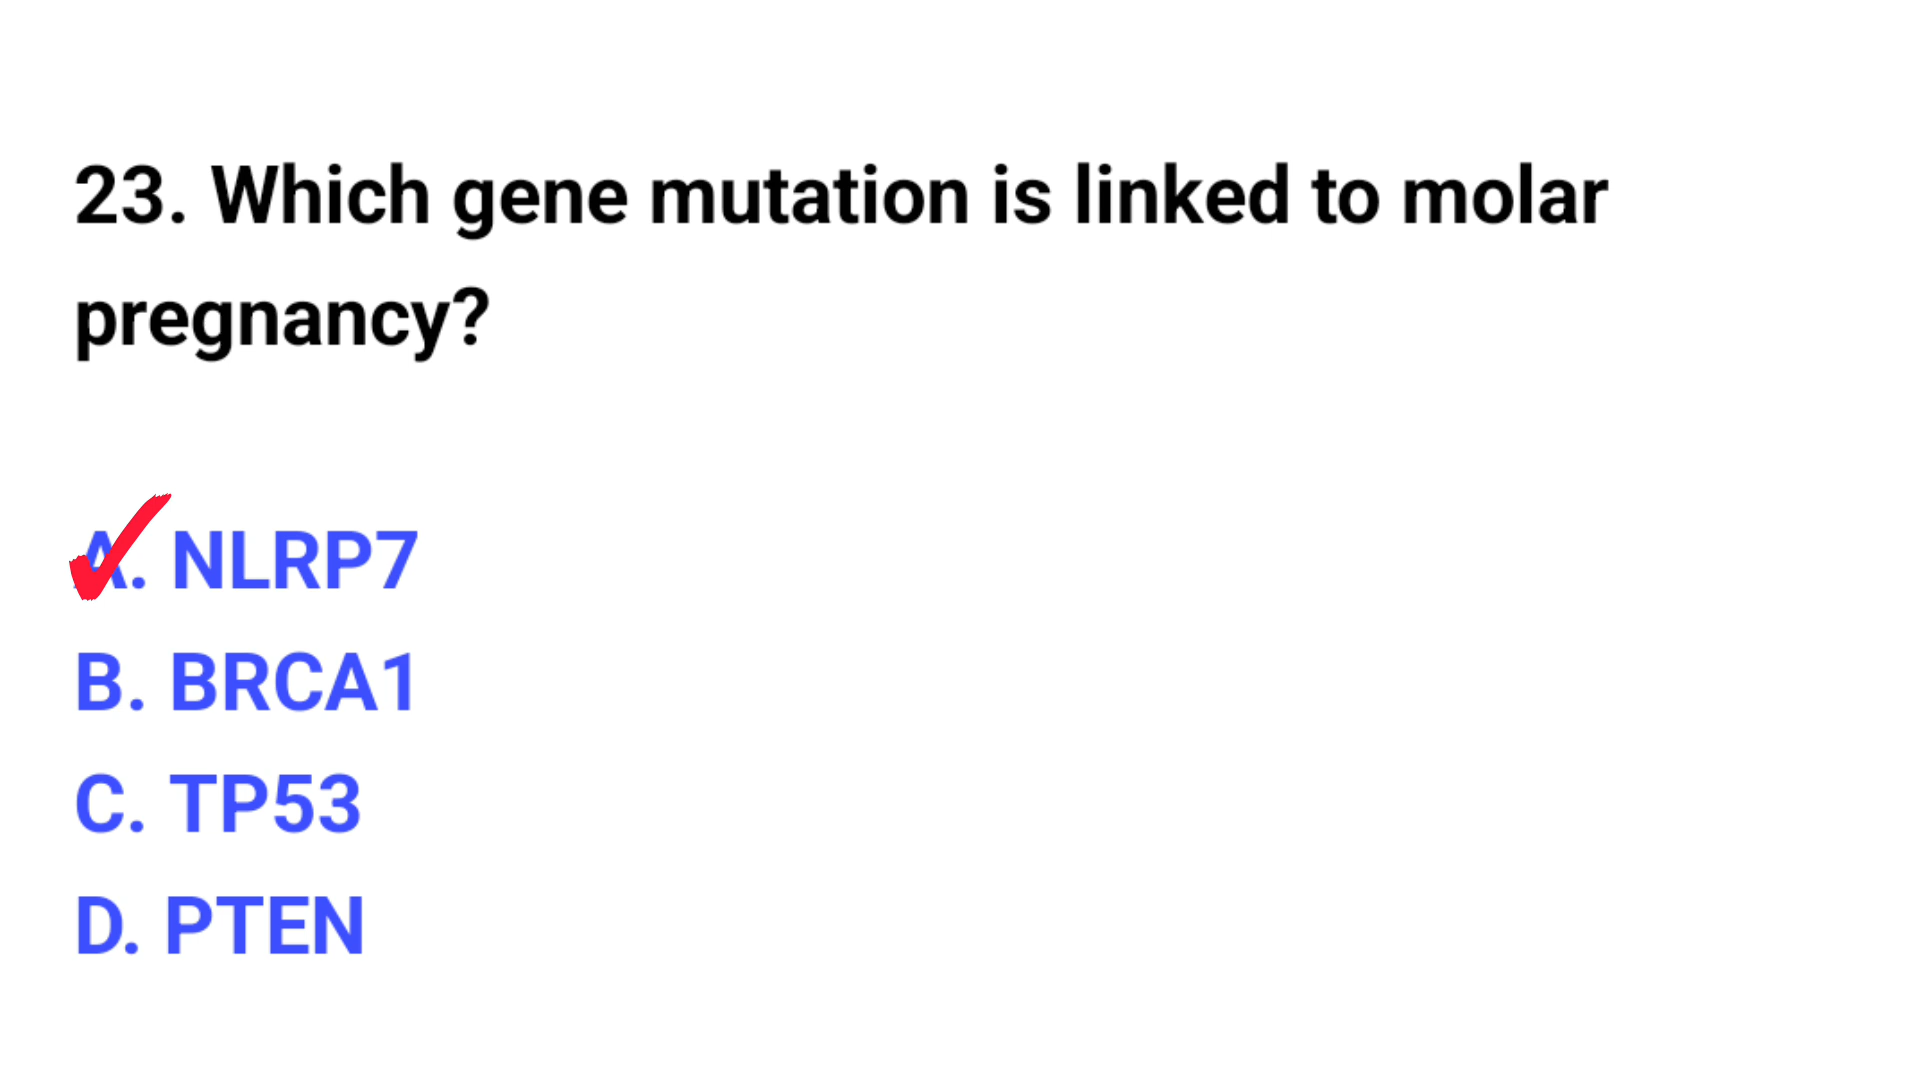 23. Which gene mutation is linked to molar
pregnancy?
A. NLRP7
B. BRCA1
C. TP53
D. PTEN